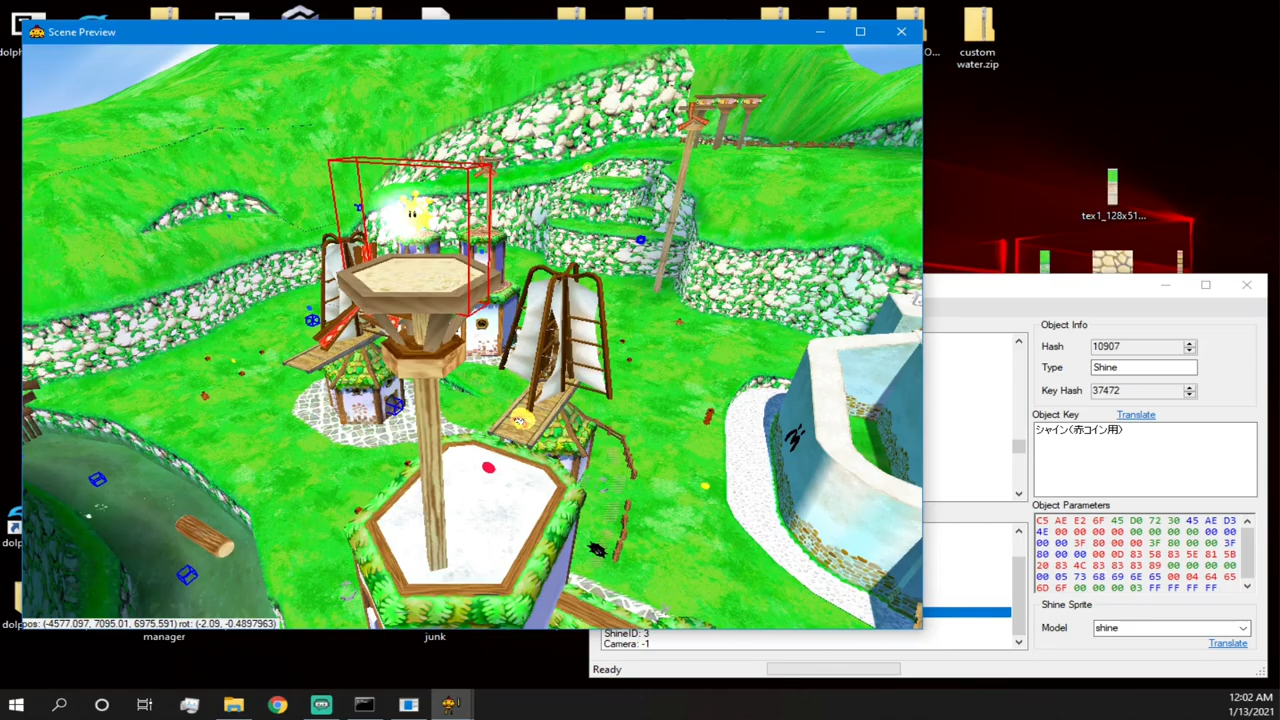 Scene Preview
O...
custom
water.zip
tex1_128x51...
Object Info
Hash
10907
Type
Shine
Key Hash
37472
Object Key
Translate
シャイン(赤コイン用)
Object Parameters
C5 AE E2 6F 45 D0 72 30 45 AE D3
4E 00 00 00 00 00 00 00 00 00 00
00 00 3F 80 00 00 3F 80 00 00 3F
80 00 00 00 0D 83 58 83 5E 81 5B
20 83 4C 83 83 83 89 00 00 00 00
00 05 73 68 69 6E 65 00 04 64 65
6D 6F 00 00 00 03 FF FF FF FF
Shine Sprite
Model
shine
Translate
pos: (-4577.097, 7095.01, 6975.591) rot: (-2.09, -0.4897963)
manager
junk
ShineID: 3
Camera: -1
Ready
12:02 AM
1/13/2021